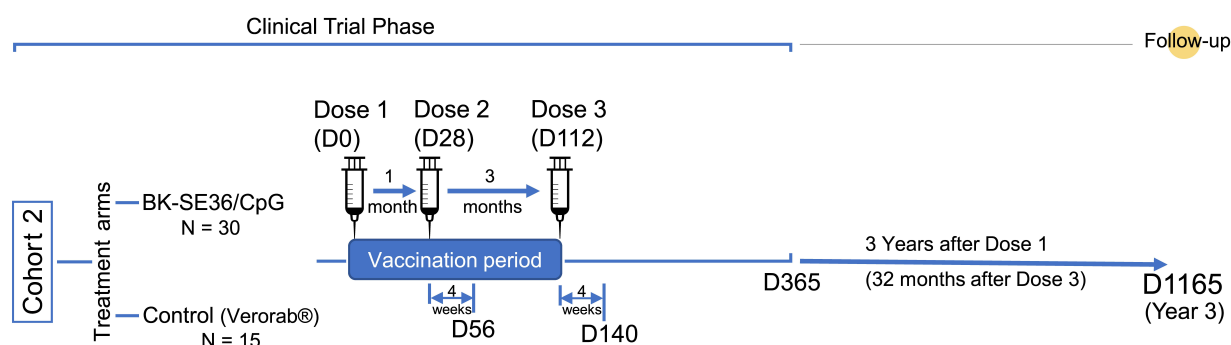 Clinical Trial Phase
Follow-up
Dose 1
(D0)
Dose 2
(D28)
Dose 3
(D112)
1
month
3
months
Cohort 2
Treatment arms
BK-SE36/CpG
N = 30
Control (Verorab®)
N = 15
Vaccination period
4
weeks
D56
4
weeks
D140
D365
3 Years after Dose 1
(32 months after Dose 3)
D1165
(Year 3)